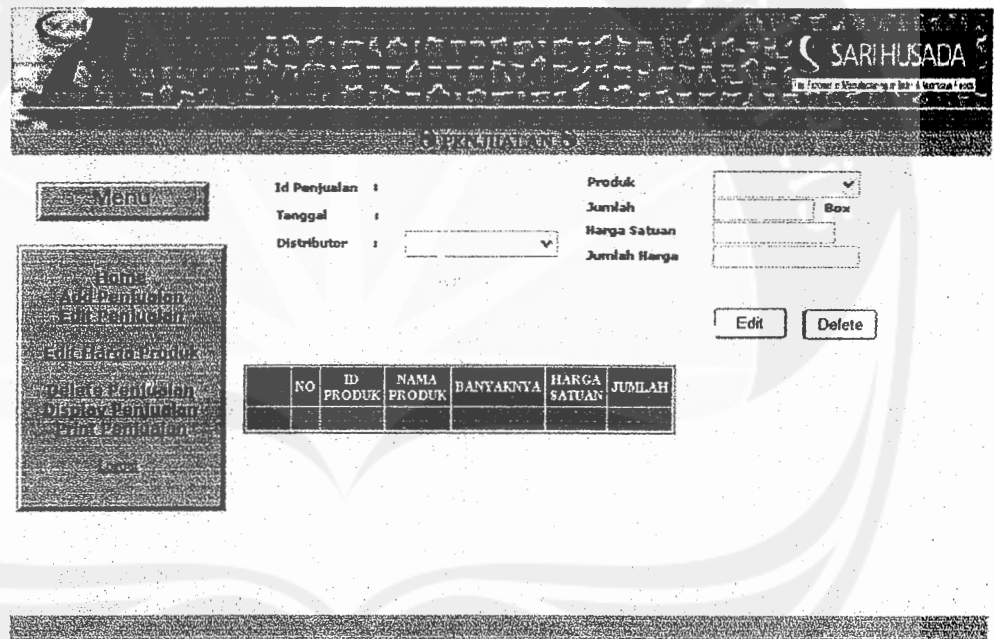 SARI HUSADA
PENJUALAN
Menu
Home
Add Penjualan
Edit Penjualan
Edit Harga Produk
Delete Penjualan
Display Penjualan
Print Penjualan
Id Penjualan :
Tanggal :
Distributor :
Produk
Jumlah Box
Harga Satuan
Jumlah Harga
Edit Delete
NO ID PRODUK NAMA PRODUK BANYAKNYA HARGA SATUAN JUMLAH